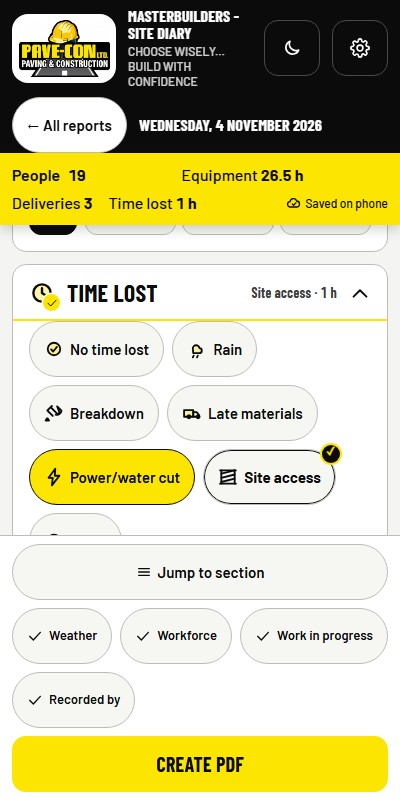 PAVE-CON LTD.
PAVING & CONSTRUCTION
MASTERBUILDERS -
SITE DIARY
CHOOSE WISELY...
BUILD WITH
CONFIDENCE
← All reports
WEDNESDAY, 4 NOVEMBER 2026
People 19
Equipment 26.5 h
Deliveries 3
Time lost 1 h
Saved on phone
TIME LOST
Site access · 1 h
No time lost
Rain
Breakdown
Late materials
Power/water cut
Site access
Jump to section
Weather
Workforce
Work in progress
Recorded by
CREATE PDF